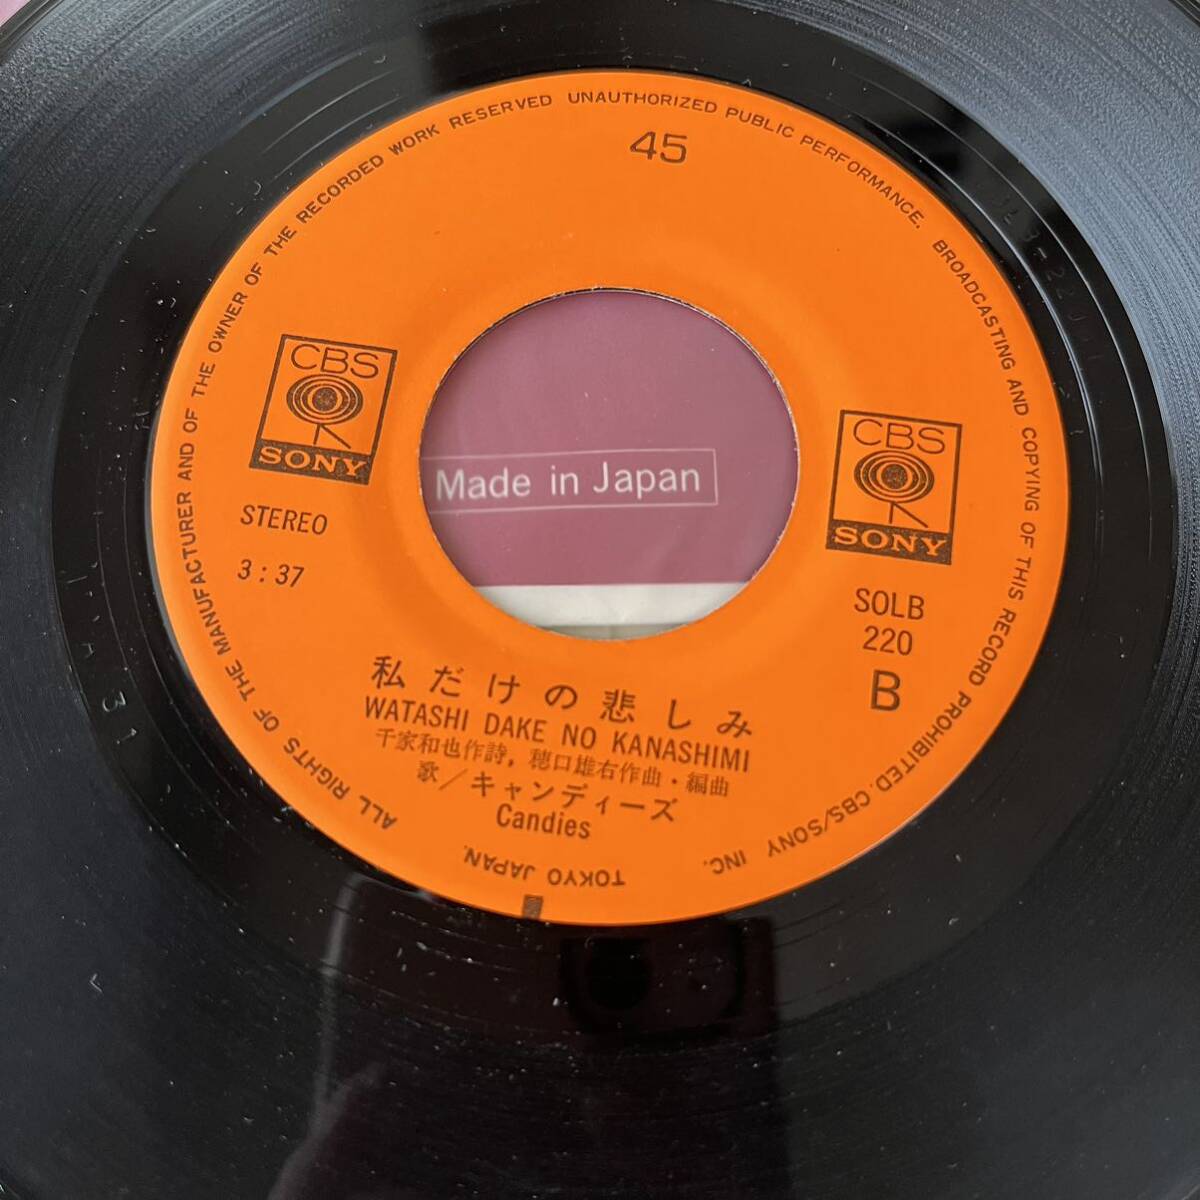 45
CBS
SONY
CBS
SONY
Made in Japan
STEREO
3:37
SOLB
220
B
私だけの悲しみ
WATASHI DAKE NO KANASHIMI
千家和也作詩, 穂口雄右作曲・編曲
歌/キャンディーズ
Candies
ALL RIGHTS OF THE MANUFACTURER AND OF THE OWNER OF THE RECORDED WORK RESERVED UNAUTHORIZED PUBLIC PERFORMANCE. BROADCASTING AND COPYING OF THIS RECORD PROHIBITED. CBS/SONY INC.
TOKYO JAPAN.